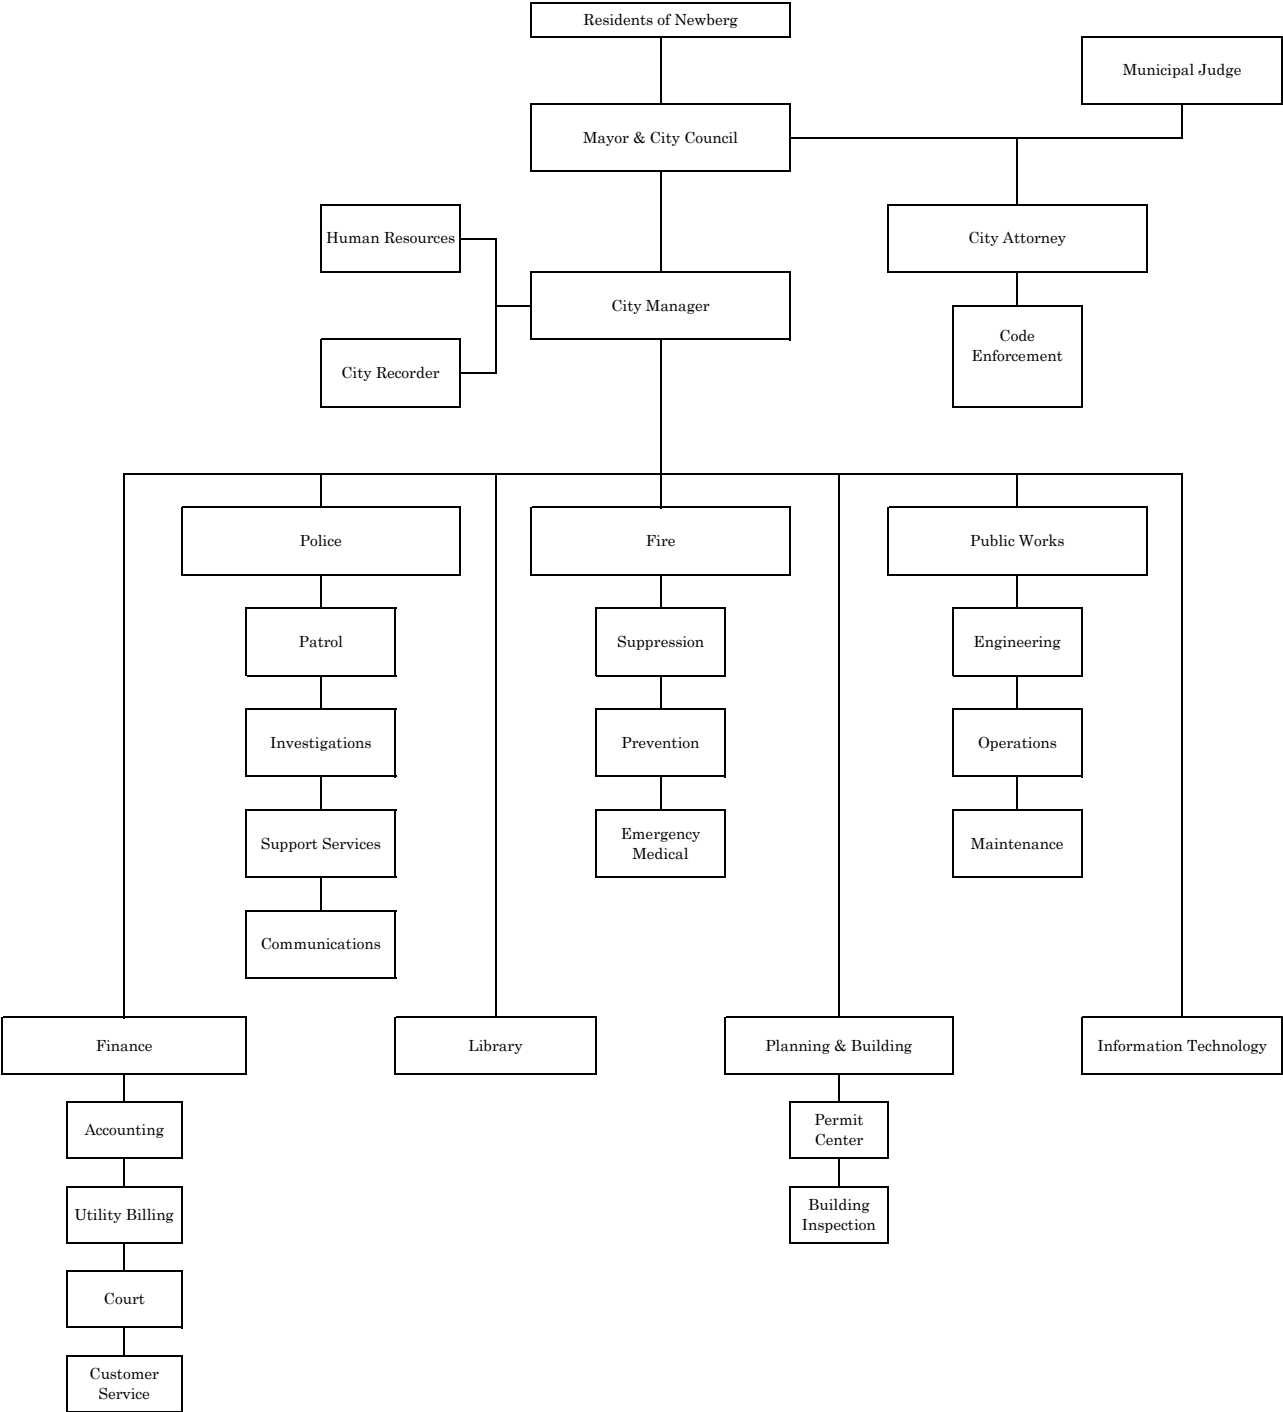 Residents of Newberg
Municipal Judge
Mayor & City Council
Human Resources
City Attorney
City Manager
Code
Enforcement
City Recorder
Police
Fire
Public Works
Patrol
Suppression
Engineering
Investigations
Prevention
Operations
Support Services
Emergency
Medical
Maintenance
Communications
Finance
Library
Planning & Building
Information Technology
Accounting
Permit
Center
Utility Billing
Building
Inspection
Court
Customer
Service